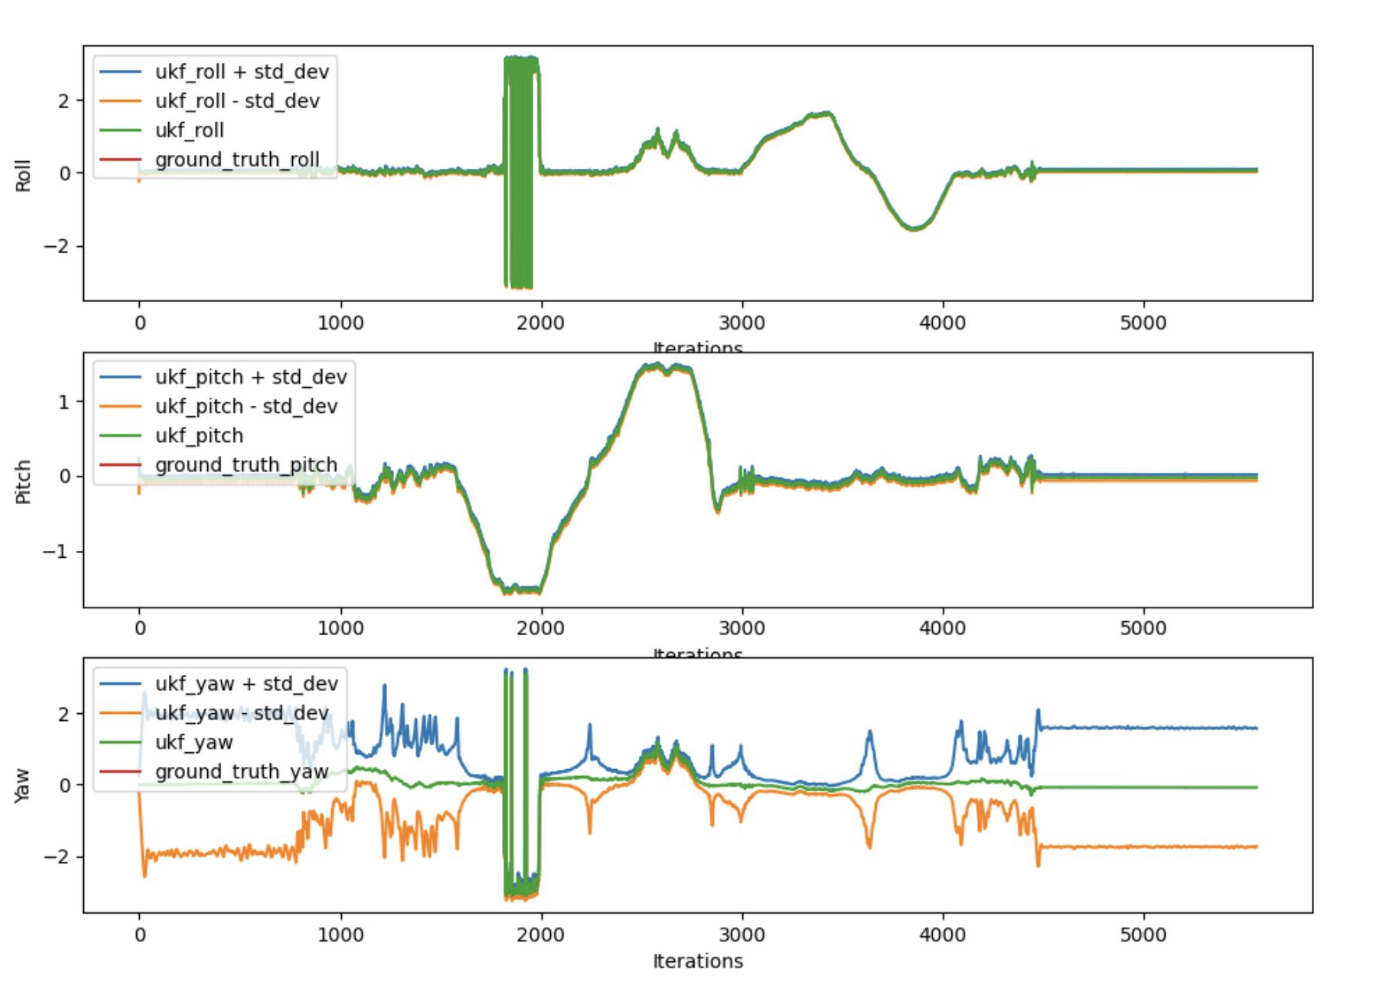 ukf_roll + std_dev
ukf_roll - std_dev
ukf_roll
ground_truth_roll
Roll
2
0
−2
0 1000 2000 3000 4000 5000
Iterations
ukf_pitch + std_dev
ukf_pitch - std_dev
ukf_pitch
ground_truth_pitch
Pitch
1
0
−1
0 1000 2000 3000 4000 5000
Iterations
ukf_yaw + std_dev
ukf_yaw - std_dev
ukf_yaw
ground_truth_yaw
Yaw
2
0
−2
0 1000 2000 3000 4000 5000
Iterations